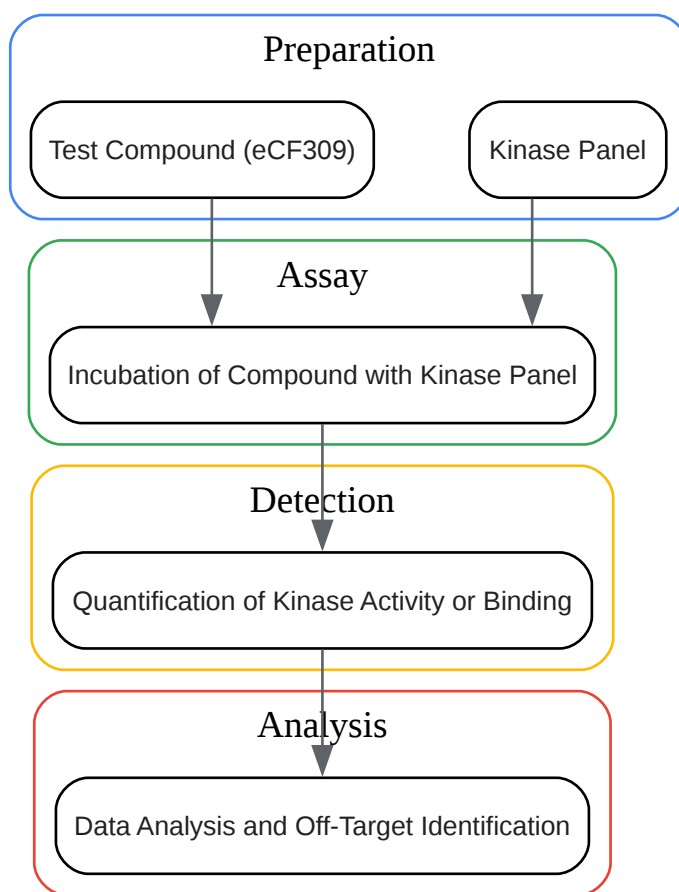 Preparation
Test Compound (eCF309)
Kinase Panel
Assay
Incubation of Compound with Kinase Panel
Detection
Quantification of Kinase Activity or Binding
Analysis
Data Analysis and Off-Target Identification